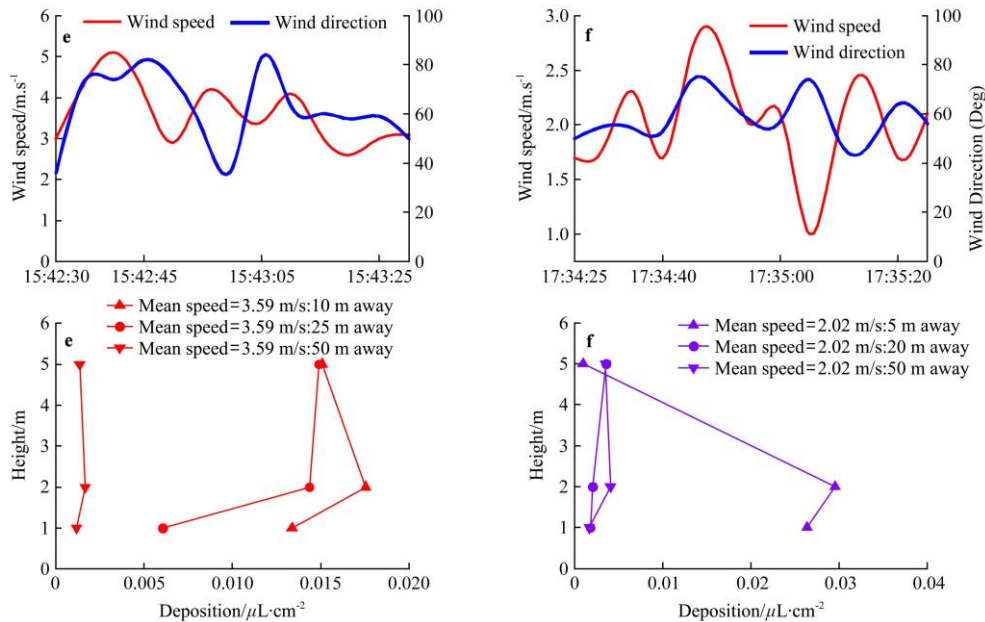 e
Wind speed
Wind direction
Wind speed/m.s⁻¹
6
5
4
3
2
1
0
100
80
60
40
20
0
15:42:30
15:42:45
15:43:05
15:43:25
f
Wind speed
Wind direction
Wind speed/m.s⁻¹
3.0
2.5
2.0
1.5
1.0
100
80
60
40
20
0
Wind Direction (Deg)
17:34:25
17:34:40
17:35:00
17:35:20
e
Mean speed=3.59 m/s:10 m away
Mean speed=3.59 m/s:25 m away
Mean speed=3.59 m/s:50 m away
Height/m
6
5
4
3
2
1
0
0
0.005
0.010
0.015
0.020
Deposition/μL·cm⁻²
f
Mean speed=2.02 m/s:5 m away
Mean speed=2.02 m/s:20 m away
Mean speed=2.02 m/s:50 m away
Height/m
6
5
4
3
2
1
0
0
0.01
0.02
0.03
0.04
Deposition/μL·cm⁻²